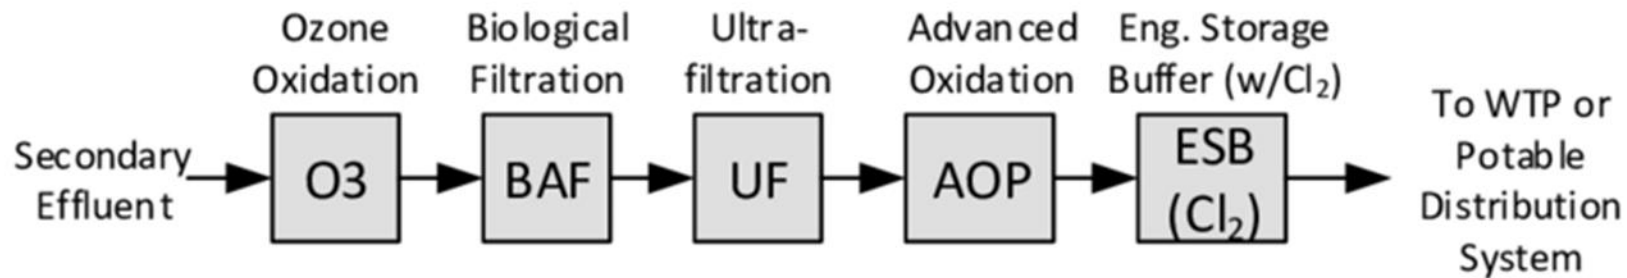 Ozone
Oxidation
Biological
Filtration
Ultra-
filtration
Advanced
Oxidation
Eng. Storage
Buffer (w/Cl₂)
Secondary
Effluent
O3
BAF
UF
AOP
ESB
(Cl₂)
To WTP or
Potable
Distribution
System